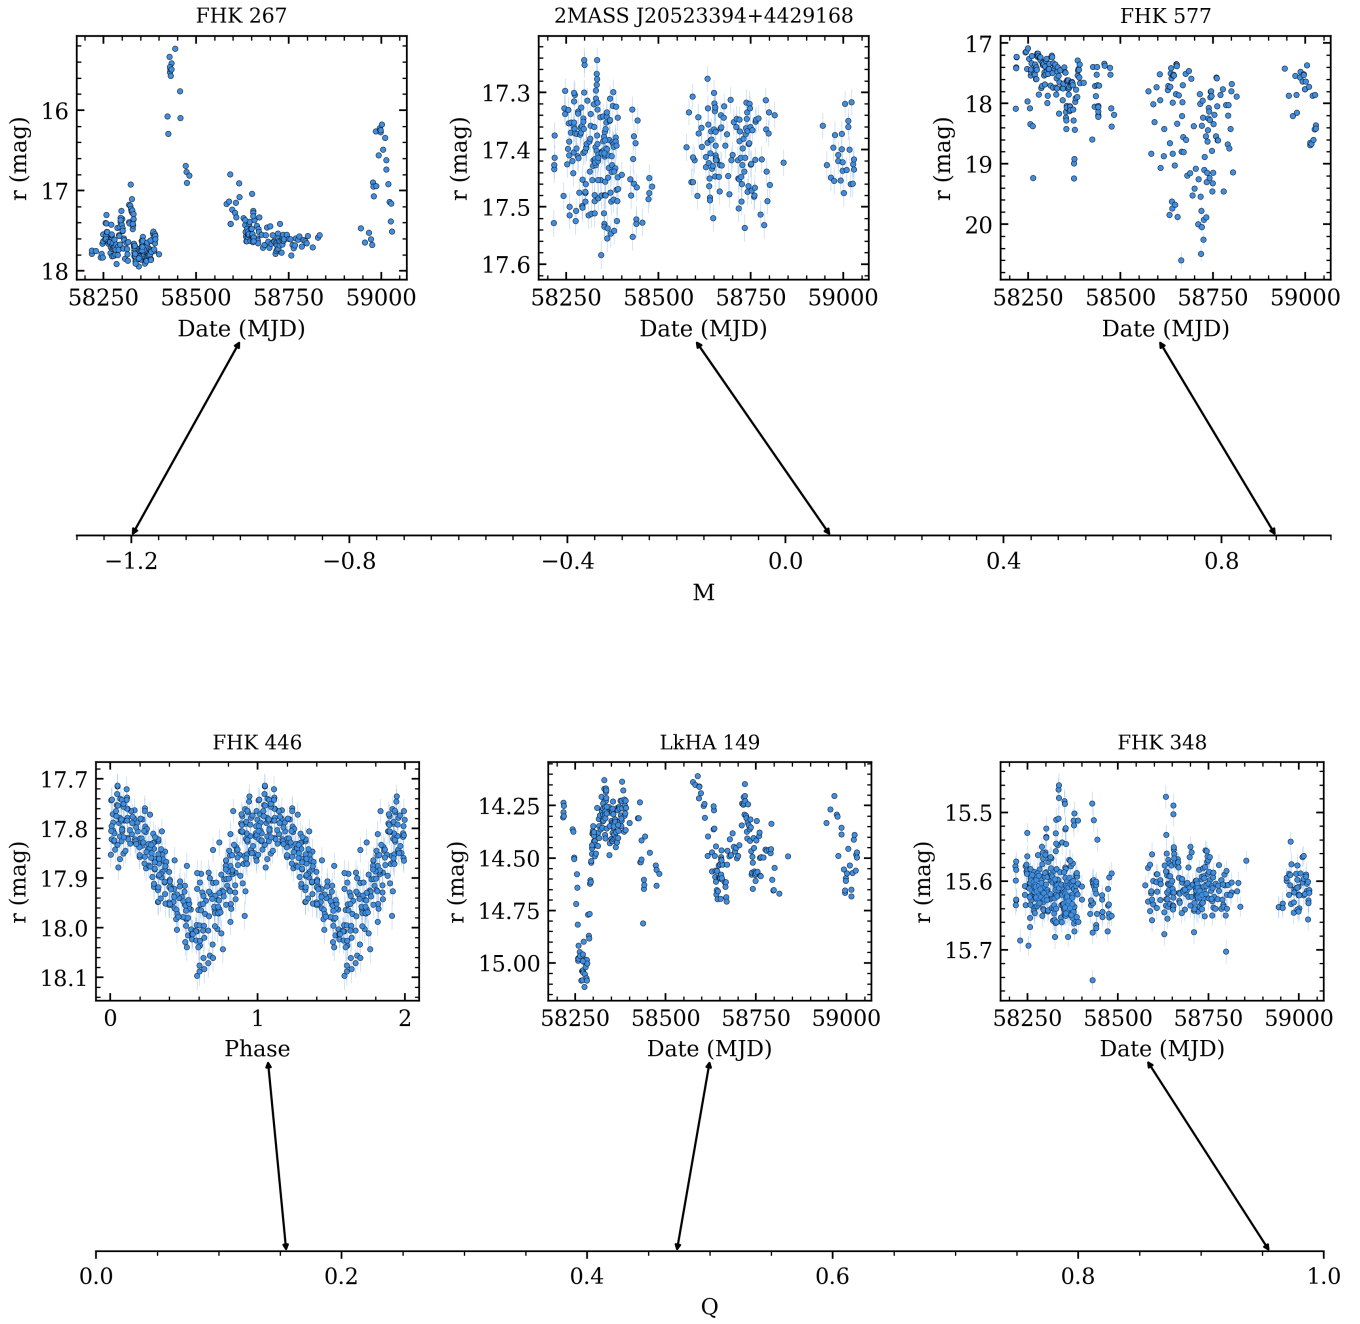 FHK 267 2MASS J20523394+4429168 FHK 577
r (mag) 16 17 18
r (mag) 17.3 17.4 17.5 17.6
r (mag) 17 18 19 20
58250 58500 58750 59000 58250 58500 58750 59000 58250 58500 58750 59000
Date (MJD) Date (MJD) Date (MJD)
−1.2 −0.8 −0.4 0.0 0.4 0.8
M
FHK 446 LkHA 149 FHK 348
r (mag) 17.7 17.8 17.9 18.0 18.1
r (mag) 14.25 14.50 14.75 15.00
r (mag) 15.5 15.6 15.7
0 1 2 58250 58500 58750 59000 58250 58500 58750 59000
Phase Date (MJD) Date (MJD)
0.0 0.2 0.4 0.6 0.8 1.0
Q